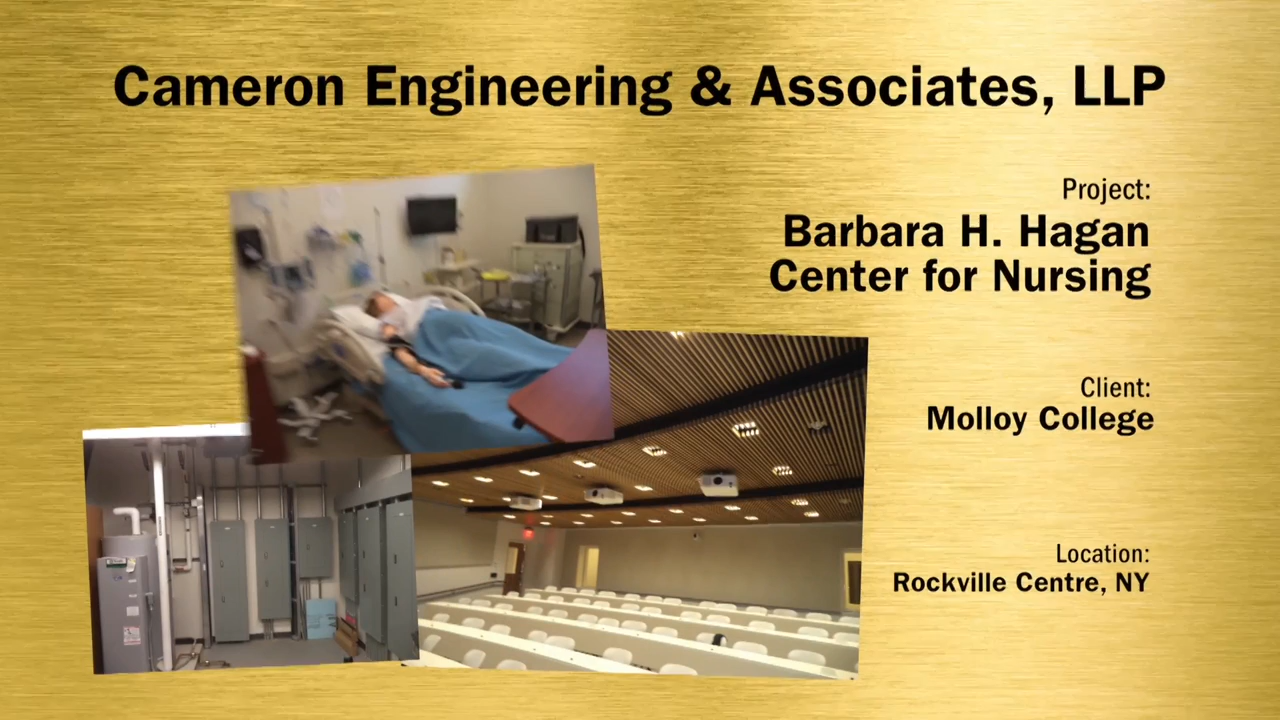 Cameron Engineering & Associates, LLP
Project:
Barbara H. Hagan
Center for Nursing
Client:
Molloy College
Location:
Rockville Centre, NY